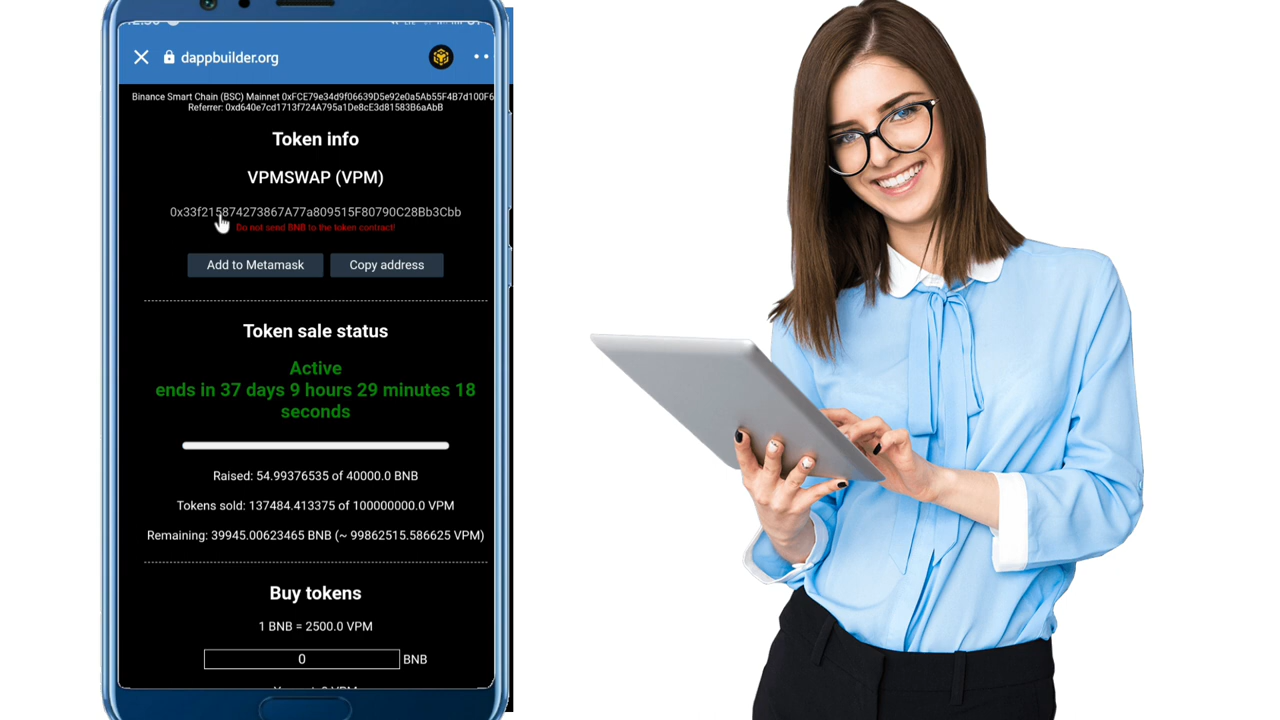 dappbuilder.org
Binance Smart Chain (BSC) Mainnet 0xFCE79e34d9f06639D5e92e0a5Ab55F4B7d100F6
Referrer: 0xd640e7cd1713f724A795a1De8cE3d81583B6aAbB
Token info
VPMSWAP (VPM)
0x33f215874273867A77a809515F80790C28Bb3Cbb
Do not send BNB to the token contract!
Add to Metamask
Copy address
Token sale status
Active
ends in 37 days 9 hours 29 minutes 18
seconds
Raised: 54.99376535 of 40000.0 BNB
Tokens sold: 137484.413375 of 100000000.0 VPM
Remaining: 39945.00623465 BNB (~ 99862515.586625 VPM)
Buy tokens
1 BNB = 2500.0 VPM
0 BNB